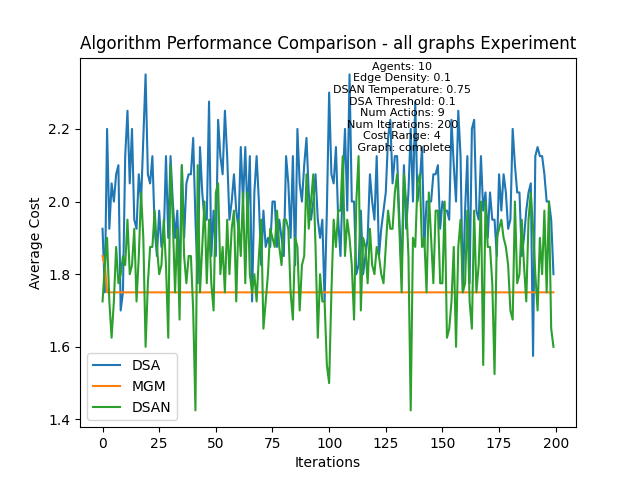 Algorithm Performance Comparison - all graphs Experiment
Agents: 10
Edge Density: 0.1
DSAN Temperature: 0.75
DSA Threshold: 0.1
Num Actions: 9
Num Iterations: 200
Cost Range: 4
Graph: complete
Average Cost
2.2
2.0
1.8
1.6
1.4
DSA
MGM
DSAN
0 25 50 75 100 125 150 175 200
Iterations